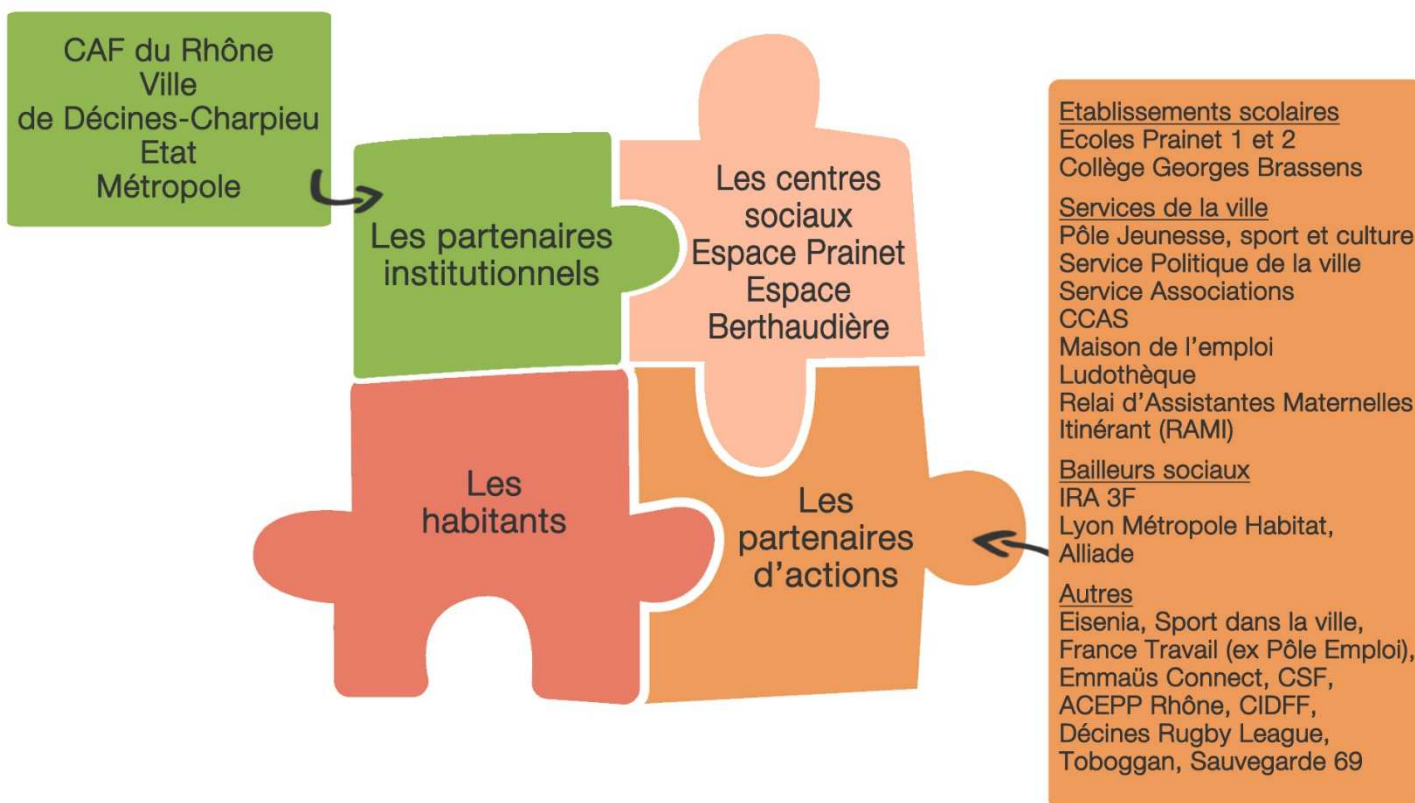 CAF du Rhône
Ville
de Décines-Charpieu
Etat
Métropole
Les partenaires
institutionnels
Les centres
sociaux
Espace Prainet
Espace
Berthaudière
Les
habitants
Les
partenaires
d'actions
Etablissements scolaires
Ecoles Prainet 1 et 2
Collège Georges Brassens
Services de la ville
Pôle Jeunesse, sport et culture
Service Politique de la ville
Service Associations
CCAS
Maison de l'emploi
Ludothèque
Relai d'Assistantes Maternelles
Itinérant (RAMI)
Bailleurs sociaux
IRA 3F
Lyon Métropole Habitat,
Alliade
Autres
Eisenia, Sport dans la ville,
France Travail (ex Pôle Emploi),
Emmaüs Connect, CSF,
ACEPP Rhône, CIDFF,
Décines Rugby League,
Toboggan, Sauvegarde 69